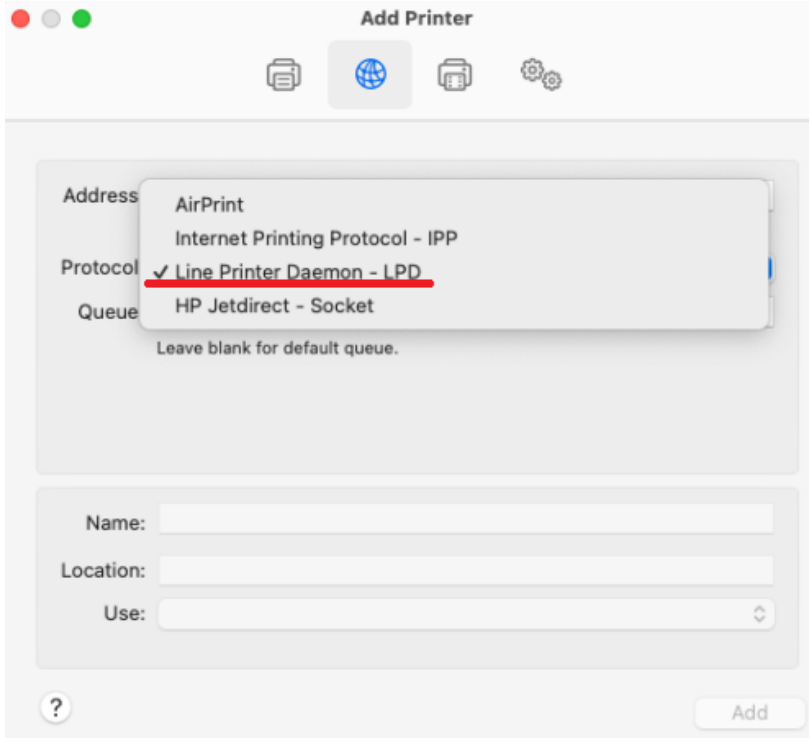 Add Printer
Address
AirPrint
Internet Printing Protocol - IPP
Protocol ✓ Line Printer Daemon - LPD
Queue HP Jetdirect - Socket
Leave blank for default queue.
Name:
Location:
Use:
?
Add